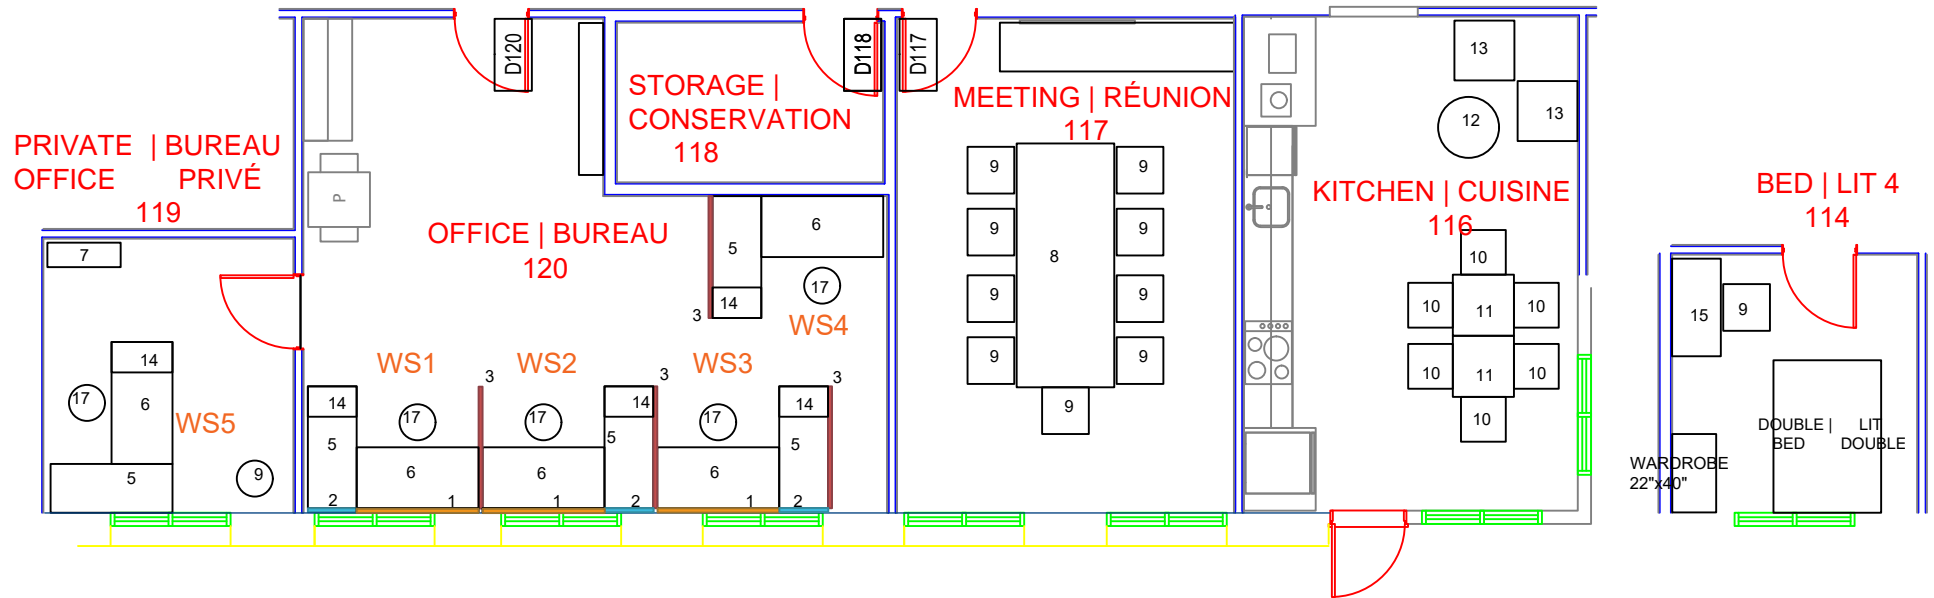 D120
D118
D117
13
13
12
STORAGE |
CONSERVATION
118
MEETING | RÉUNION
117
PRIVATE | BUREAU
OFFICE PRIVÉ
119
P
KITCHEN | CUISINE
116
BED | LIT 4
114
OFFICE | BUREAU
120
7
5
6
14
17
3
WS4
9
9
9
9
9
9
9
9
9
8
10
10
11
10
10
11
10
10
15
9
WS1
WS2
WS3
3
3
3
14
17
WS5
6
5
9
14
17
5
6
2
1
17
6
1
14
5
2
17
6
1
14
5
2
DOUBLE | LIT
BED DOUBLE
WARDROBE
22"x40"